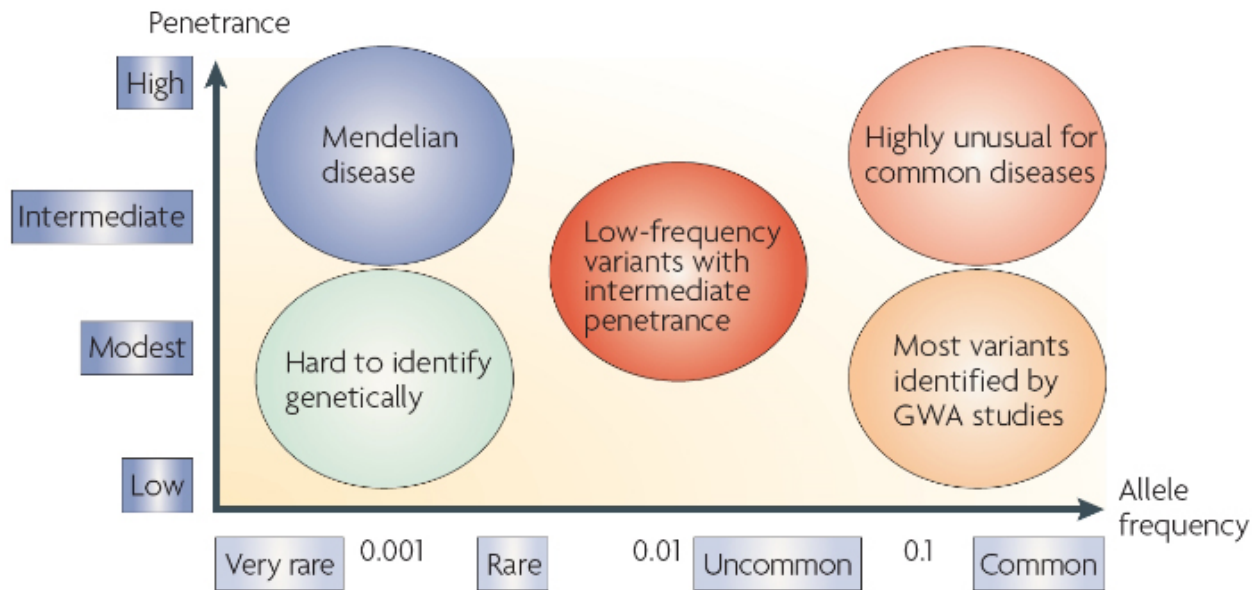 Penetrance
High
Intermediate
Modest
Low
Mendelian
disease
Hard to identify
genetically
Low-frequency
variants with
intermediate
penetrance
Highly unusual for
common diseases
Most variants
identified by
GWA studies
Allele
frequency
Very rare
0.001
Rare
0.01
Uncommon
0.1
Common